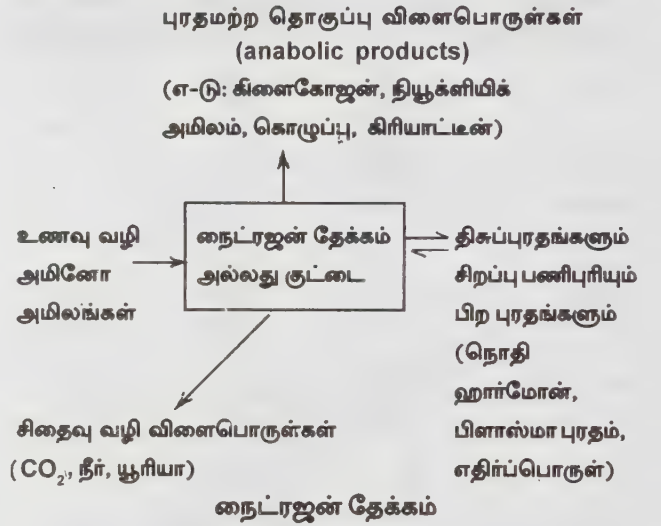 புரதமற்ற தொகுப்பு விளைபொருள்கள்
(anabolic products)
(எ-டு: கிளைகோஜன், நியூக்ளியிக்
அமிலம், கொழுப்பு, கிரியாட்டீன்)
உணவு வழி
அமினோ
அமிலங்கள்
நைட்ரஜன் தேக்கம்
அல்லது குட்டை
திசுப்புரதங்களும்
சிறப்பு பணிபுரியும்
பிற புரதங்களும்
(நொதி
ஹார்மோன்,
பிளாஸ்மா புரதம்,
எதிர்ப்பொருள்)
சிதைவு வழி விளைபொருள்கள்
(CO₂, நீர், யூரியா)
நைட்ரஜன் தேக்கம்